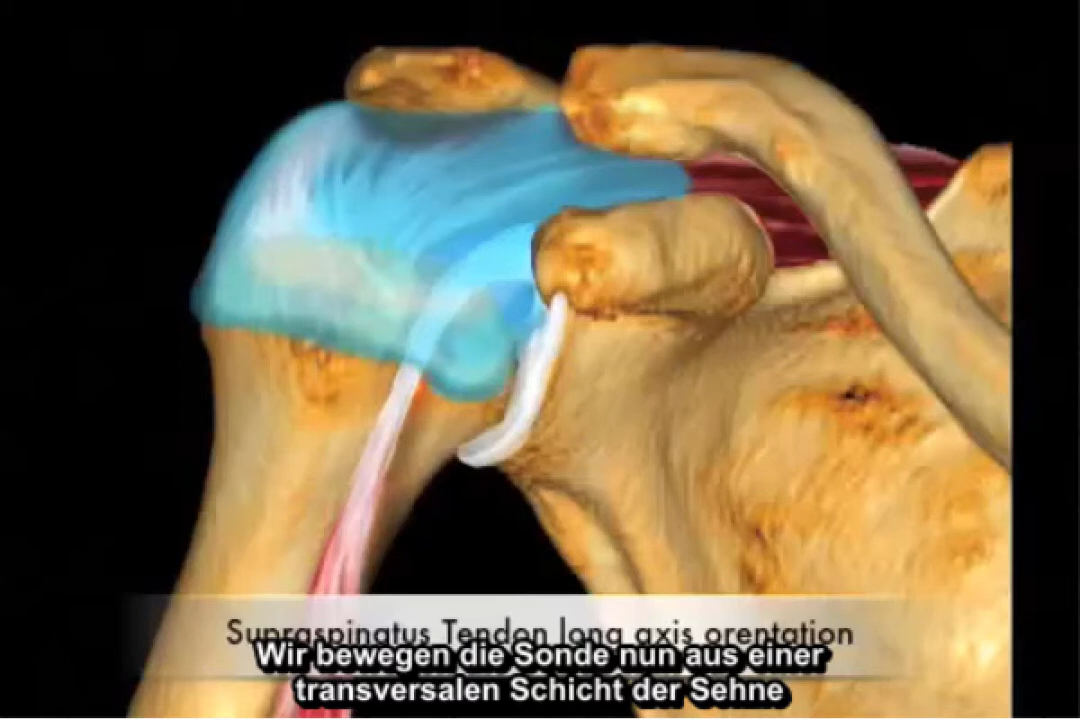 Supraspinatus Tendon long axis orentation
Wir bewegen die Sonde nun aus einer
transversalen Schicht der Sehne